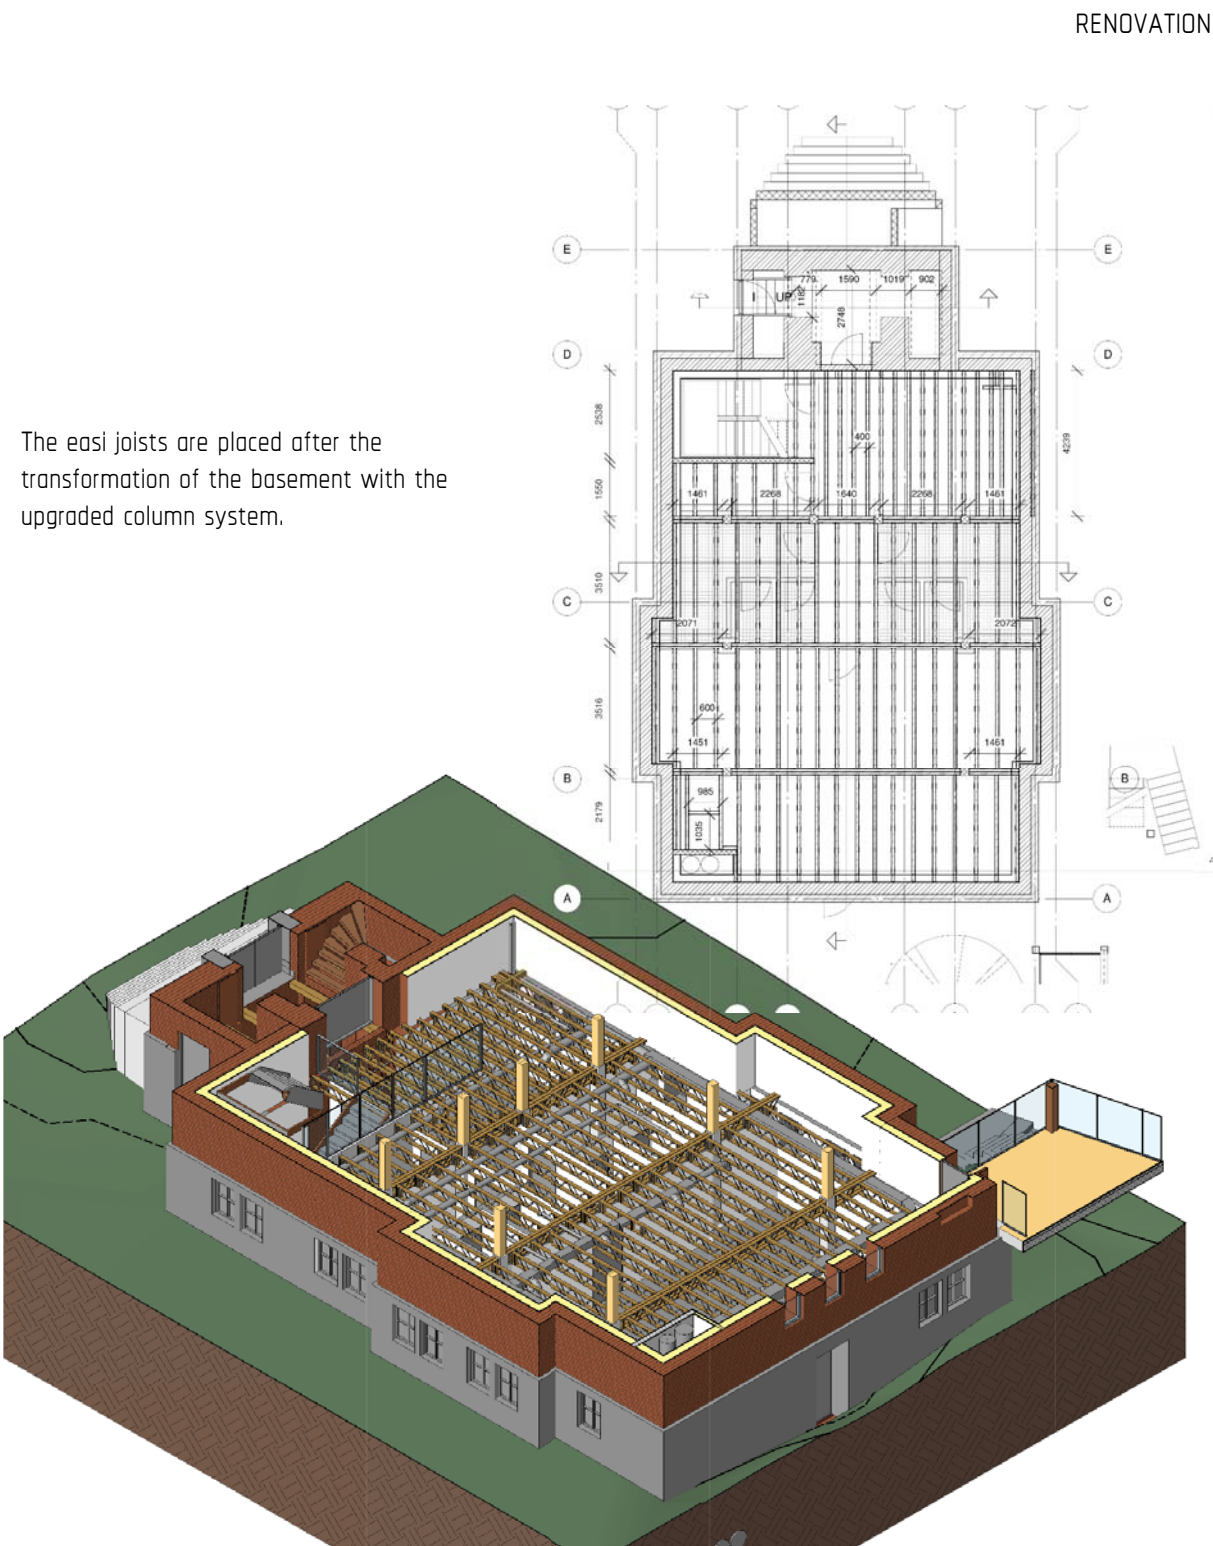 RENOVATION
E
E
779
1590
1019
902
UP
1182
2748
D
D
2538
400
4239
The easi joists are placed after the
transformation of the basement with the
upgraded column system.
1550
1461
2268
1640
2268
1461
3510
C
C
2071
2072
3516
600
1451
1461
B
B
985
2179
1035
A
A